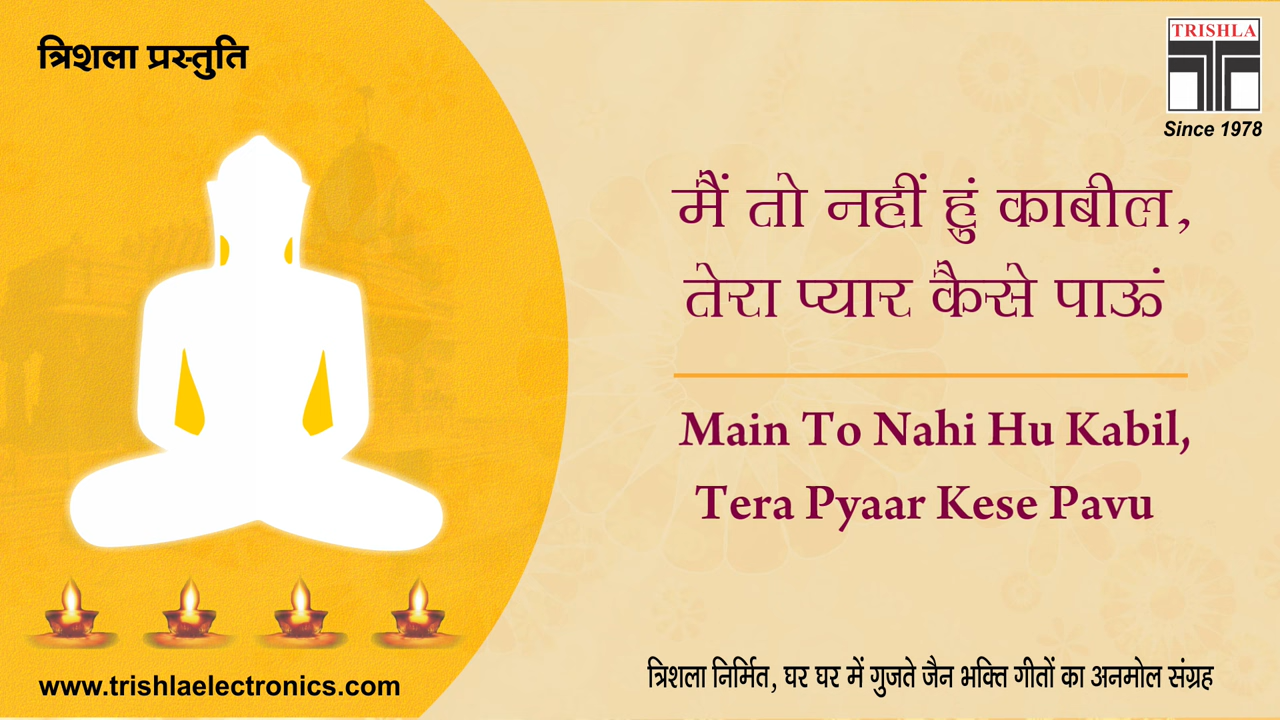 त्रिशला प्रस्तुति
TRISHLA
Since 1978
मैं तो नहीं हुं काबील,
तेरा प्यार कैसे पाऊं
Main To Nahi Hu Kabil,
Tera Pyaar Kese Pavu
www.trishlaelectronics.com
त्रिशला निर्मित, घर घर में गुजते जैन भक्ति गीतों का अनमोल संग्रह